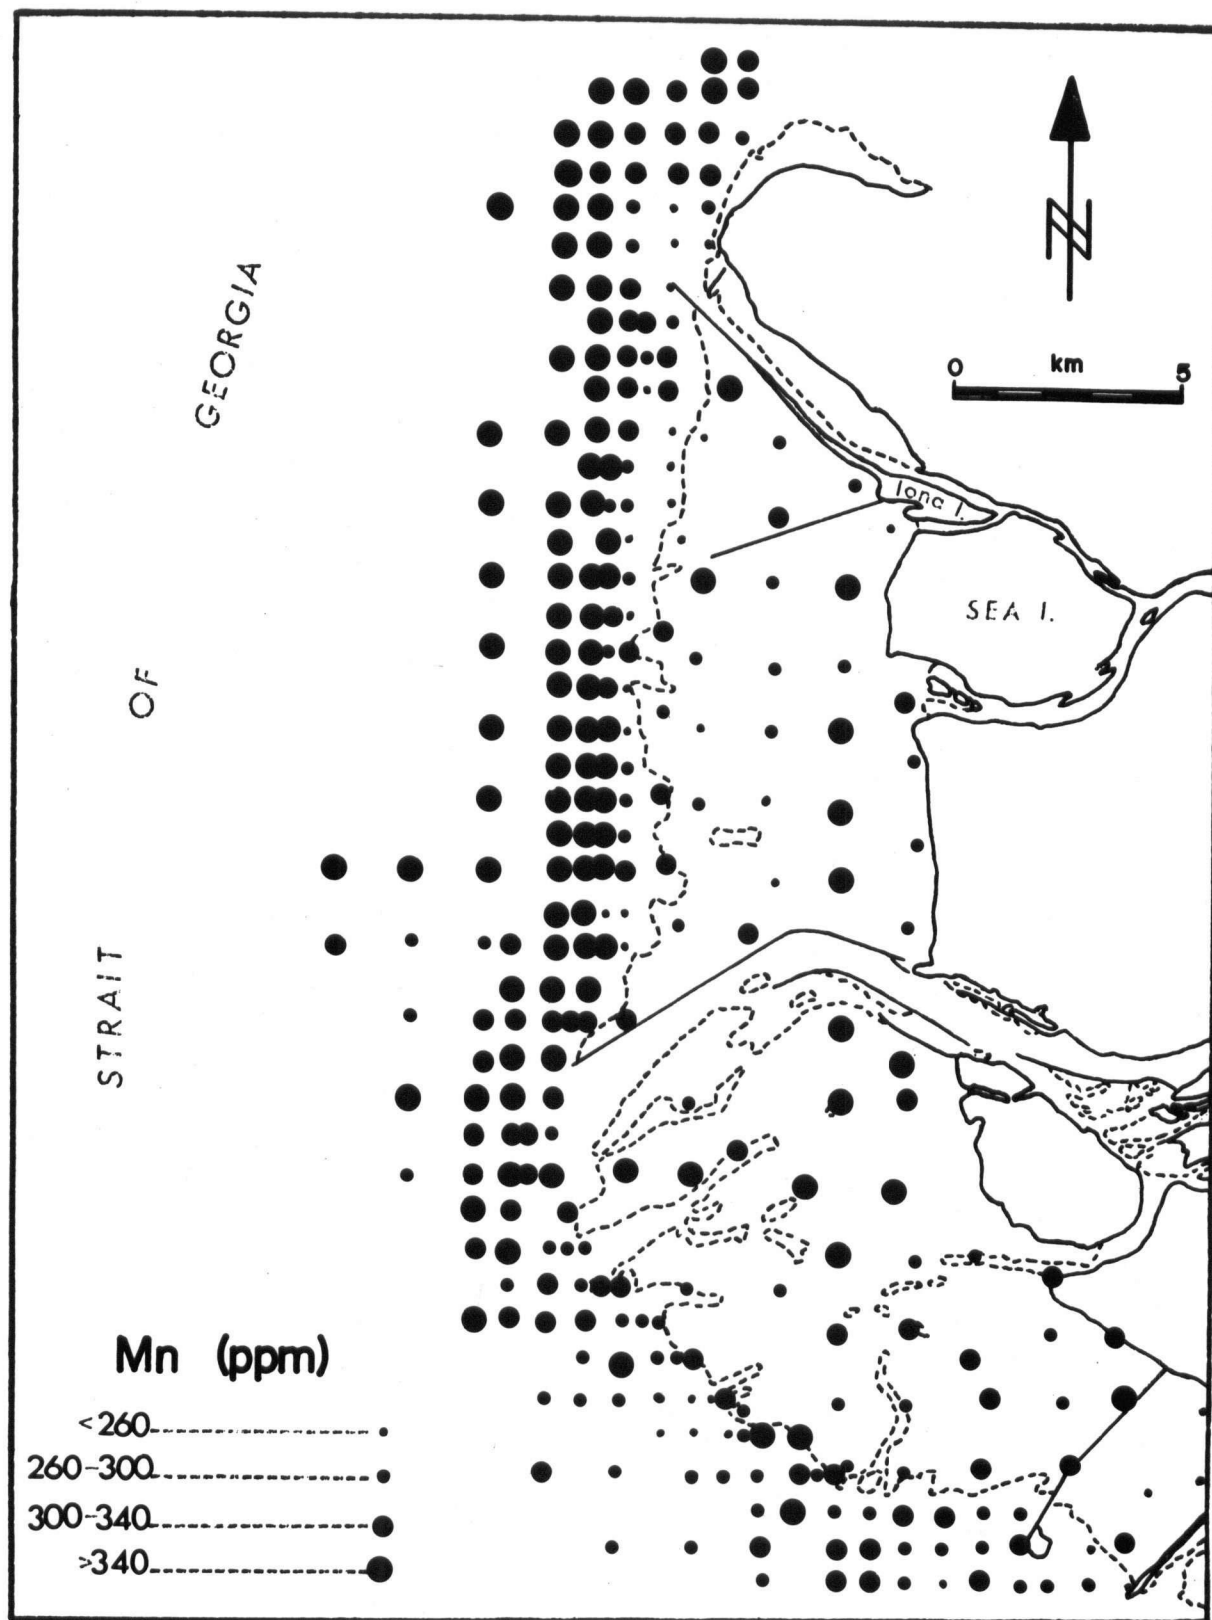 N
0 km 5
GEORGIA
OF
STRAIT
Iona I.
SEA I.
Mn (ppm)
<260
260-300
300-340
>340